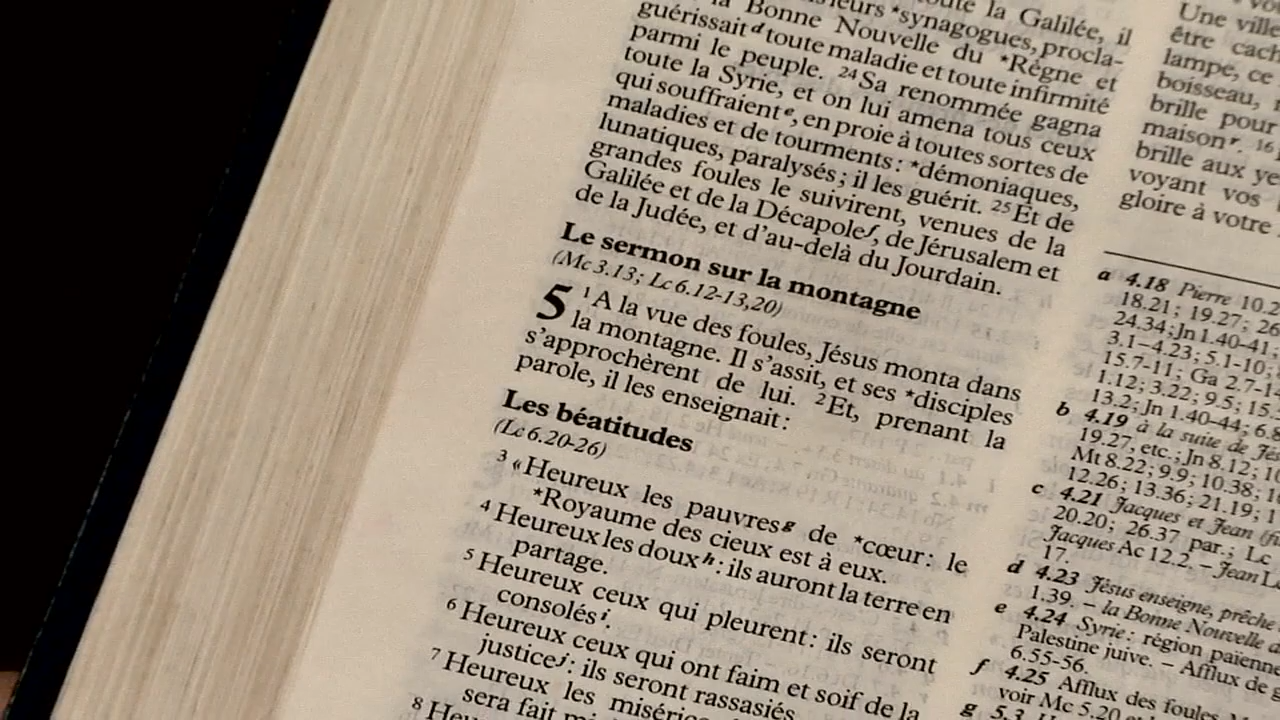 toute la Galilée, il
*synagogues, procla-
la Bonne Nouvelle du *Règne et
guérissait d toute maladie et toute infirmité
parmi le peuple. 24 Sa renommée gagna
toute la Syrie, et on lui amena tous ceux
qui souffraient e, en proie à toutes sortes de
maladies et de tourments : *démoniaques,
lunatiques, paralysés ; il les guérit. 25 Et de
grandes foules le suivirent, venues de la
Galilée et de la Décapole f, de Jérusalem et
de la Judée, et d'au-delà du Jourdain.
Le sermon sur la montagne
(Mc 3.13; Lc 6.12-13,20)
5 1 A la vue des foules, Jésus monta dans
la montagne. Il s'assit, et ses *disciples
s'approchèrent de lui. 2 Et, prenant la
parole, il les enseignait :
Les béatitudes
(Lc 6.20-26)
3 « Heureux les pauvres g de *cœur : le
*Royaume des cieux est à eux.
4 Heureux les doux h : ils auront la terre en
partage.
5 Heureux ceux qui pleurent : ils seront
consolés i.
6 Heureux ceux qui ont faim et soif de la
justice j : ils seront rassasiés.
7 Heureux les
sera fait
8
Une ville
être
lampe, ce
boisseau,
brille pour
maison r. 16
brille aux
voyant vos
gloire à votre
a 4.18 Pierre
18.21; 19.27;
24.34; Jn 1.40-41;
3.1-4.23; 5.1-10;
15.7-11; Ga
1.12; 3.22; 9.5;
13.2; Jn 1.40-44;
b 4.19 à la suite de
19.27, etc.; Jn 8.12;
Mt 8.22; 9.9; 10.38;
12.26; 13.36; 21.19;
c 4.21 Jacques et Jean
20.20; 26.37 par.; Lc
Jacques Ac 12.2. – Jean
17.
d 4.23 Jésus enseigne, prêche
1.39. – la Bonne Nouvelle
e 4.24 Syrie : région
Palestine juive. – Afflux de
6.55-56.
f 4.25 Afflux des foules
voir Mc 5.20
g 5.3